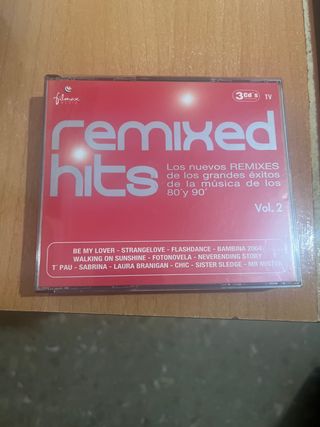 filmax
3 Cd's TV
remixed
hits
Los nuevos REMIXES
de los grandes éxitos
de la música de los
80' y 90'
Vol. 2
BE MY LOVER - STRANGELOVE - FLASHDANCE - BAMBINA 2004
WALKING ON SUNSHINE - FOTONOVELA - NEVERENDING STORY
T' PAU - SABRINA - LAURA BRANIGAN - CHIC - SISTER SLEDGE - MR MISTER